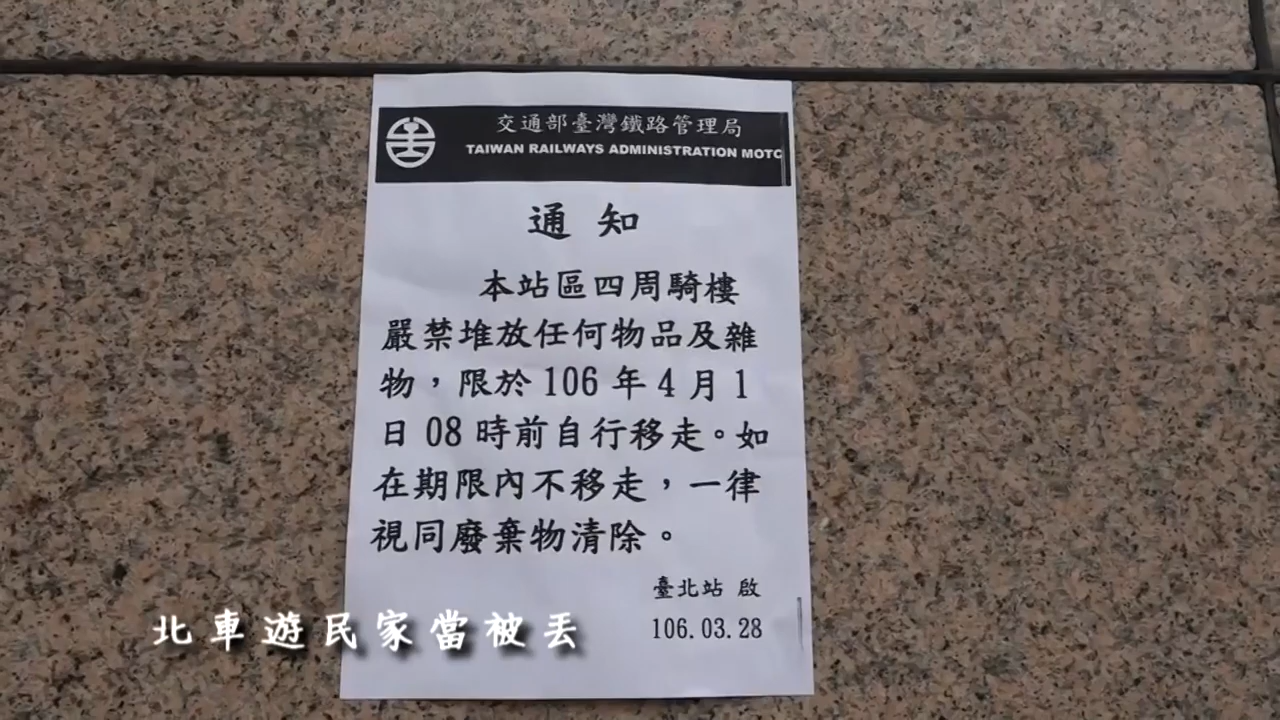 交通部臺灣鐵路管理局
TAIWAN RAILWAYS ADMINISTRATION MOTC
通知
本站區四周騎樓
嚴禁堆放任何物品及雜
物，限於106年4月1
日08時前自行移走。如
在期限內不移走，一律
視同廢棄物清除。
臺北站 啟
106.03.28
北車遊民家當被丟